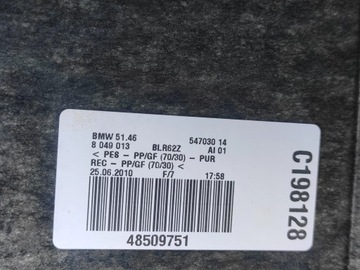 BMW 51.46 547030 14
8 049 013 BLR62Z AI 01
< PES - PP/GF (70/30) - PUR
REC - PP/GF (70/30) <
25.06.2010 F/7 17:58
48509751
C198128